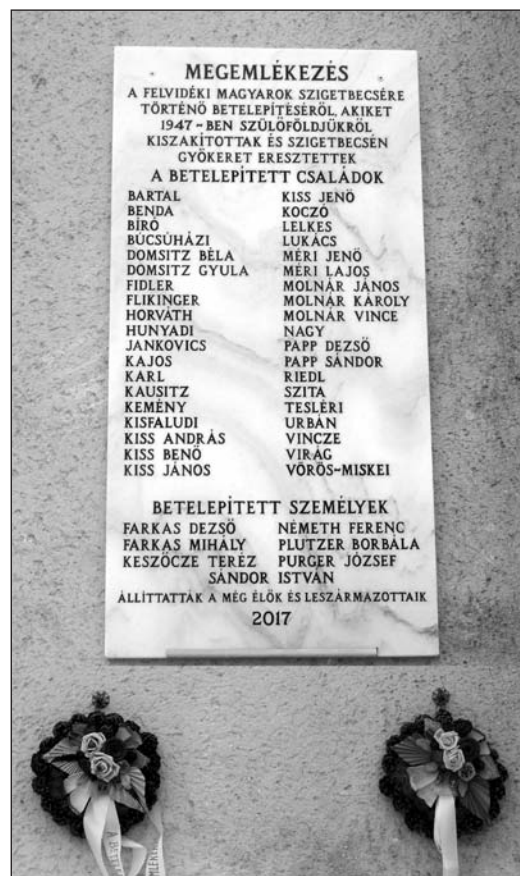 MEGEMLÉKEZÉS
A FELVIDÉKI MAGYAROK SZIGETBECSÉRE
TÖRTÉNŐ BETELEPÍTÉSÉRŐL, AKIKET
1947-BEN SZÜLŐFÖLDJÜKRŐL
KISZAKÍTOTTAK ÉS SZIGETBECSÉN
GYÖKERET ERESZTETTEK
A BETELEPÍTETT CSALÁDOK
BARTAL
BENDA
BÍRÓ
BÚCSÚHÁZI
DOMSITZ BÉLA
DOMSITZ GYULA
FIDLER
FLIKINGER
HORVÁTH
HUNYADI
JANKOVICS
KAJOS
KARL
KAUSITZ
KEMÉNY
KISFALUDI
KISS ANDRÁS
KISS BENŐ
KISS JÁNOS
KISS JENŐ
KOCZÓ
LELKES
LUKÁCS
MÉRI JENŐ
MÉRI LAJOS
MOLNÁR JÁNOS
MOLNÁR KÁROLY
MOLNÁR VINCE
NAGY
PAPP DEZSŐ
PAPP SÁNDOR
RIEDL
SZITA
TESLÉRI
URBÁN
VINCZE
VIRÁG
VÖRÖS-MISKEI
BETELEPÍTETT SZEMÉLYEK
FARKAS DEZSŐ NÉMETH FERENC
FARKAS MIHÁLY PLUTZER BORBÁLA
KESZÖCZE TERÉZ PURGER JÓZSEF
SÁNDOR ISTVÁN
ÁLLÍTTATTÁK A MÉG ÉLŐK ÉS LESZÁRMAZOTTAIK
2017